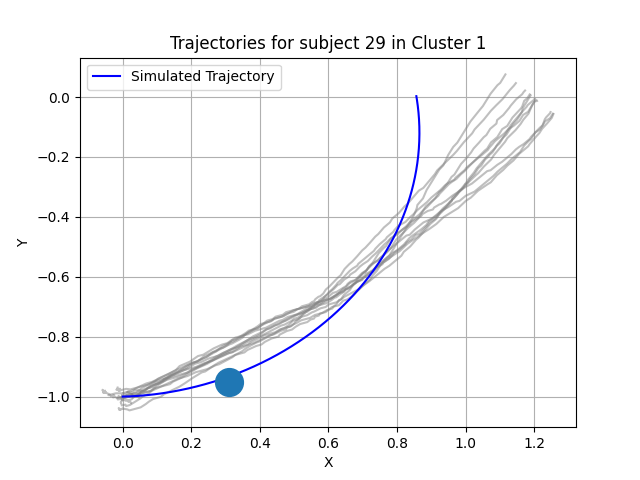 Trajectories for subject 29 in Cluster 1
Simulated Trajectory
0.0
−0.2
−0.4
−0.6
−0.8
−1.0
Y
0.0 0.2 0.4 0.6 0.8 1.0 1.2
X